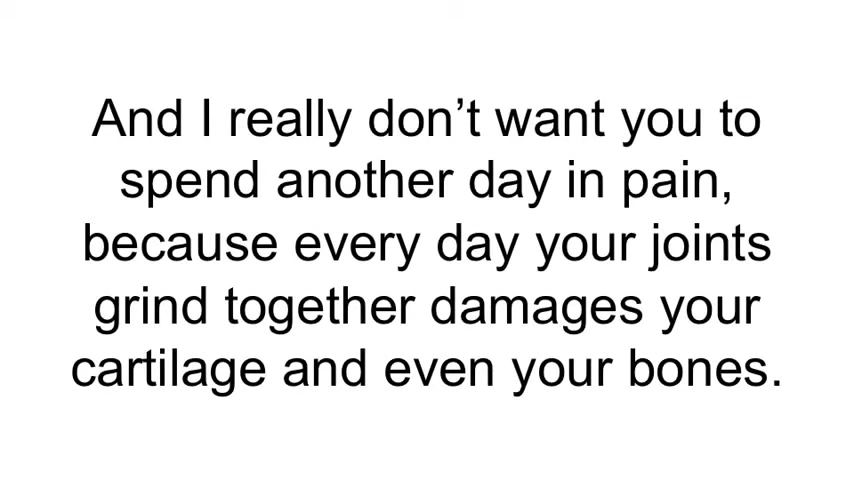 And I really don’t want you to
spend another day in pain,
because every day your joints
grind together damages your
cartilage and even your bones.